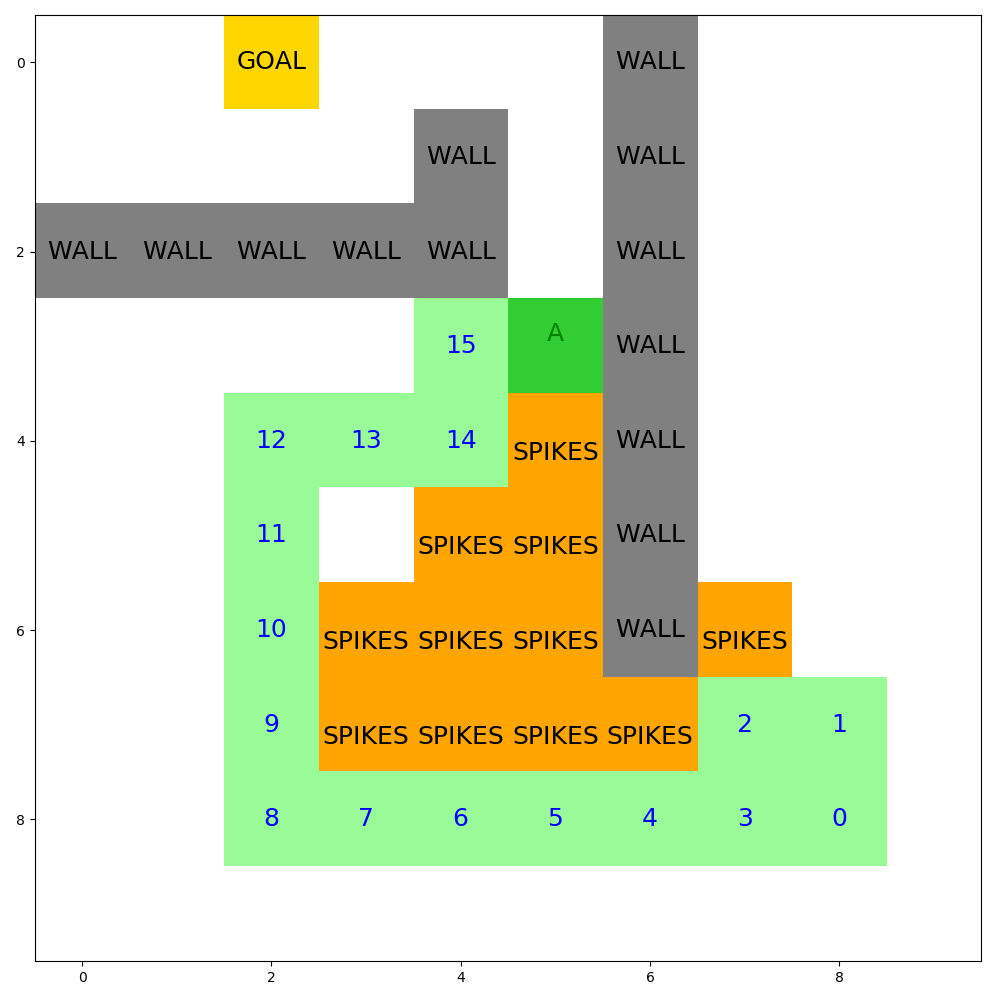 0 GOAL WALL
WALL WALL
2 WALL WALL WALL WALL WALL WALL
15 A WALL
4 12 13 14 SPIKES WALL
11 SPIKES SPIKES WALL
6 10 SPIKES SPIKES SPIKES WALL SPIKES
9 SPIKES SPIKES SPIKES SPIKES 2 1
8 8 7 6 5 4 3 0
0 2 4 6 8